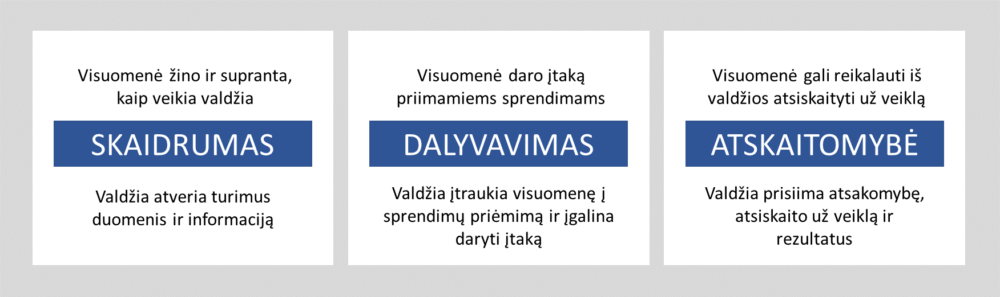 Visuomenė žino ir supranta,
kaip veikia valdžia
SKAIDRUMAS
Valdžia atveria turimus
duomenis ir informaciją
Visuomenė daro įtaką
priimamiems sprendimams
DALYVAVIMAS
Valdžia įtraukia visuomenę į
sprendimų priėmimą ir įgalina
daryti įtaką
Visuomenė gali reikalauti iš
valdžios atsiskaityti už veiklą
ATSKAITOMYBĖ
Valdžia prisiima atsakomybę,
atsiskaito už veiklą ir
rezultatus